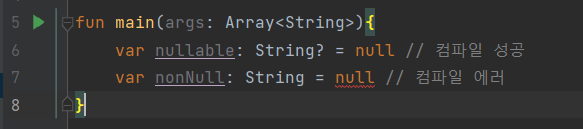 5 fun main(args: Array<String>){
6 var nullable: String? = null // 컴파일 성공
7 var nonNull: String = null // 컴파일 에러
8 }